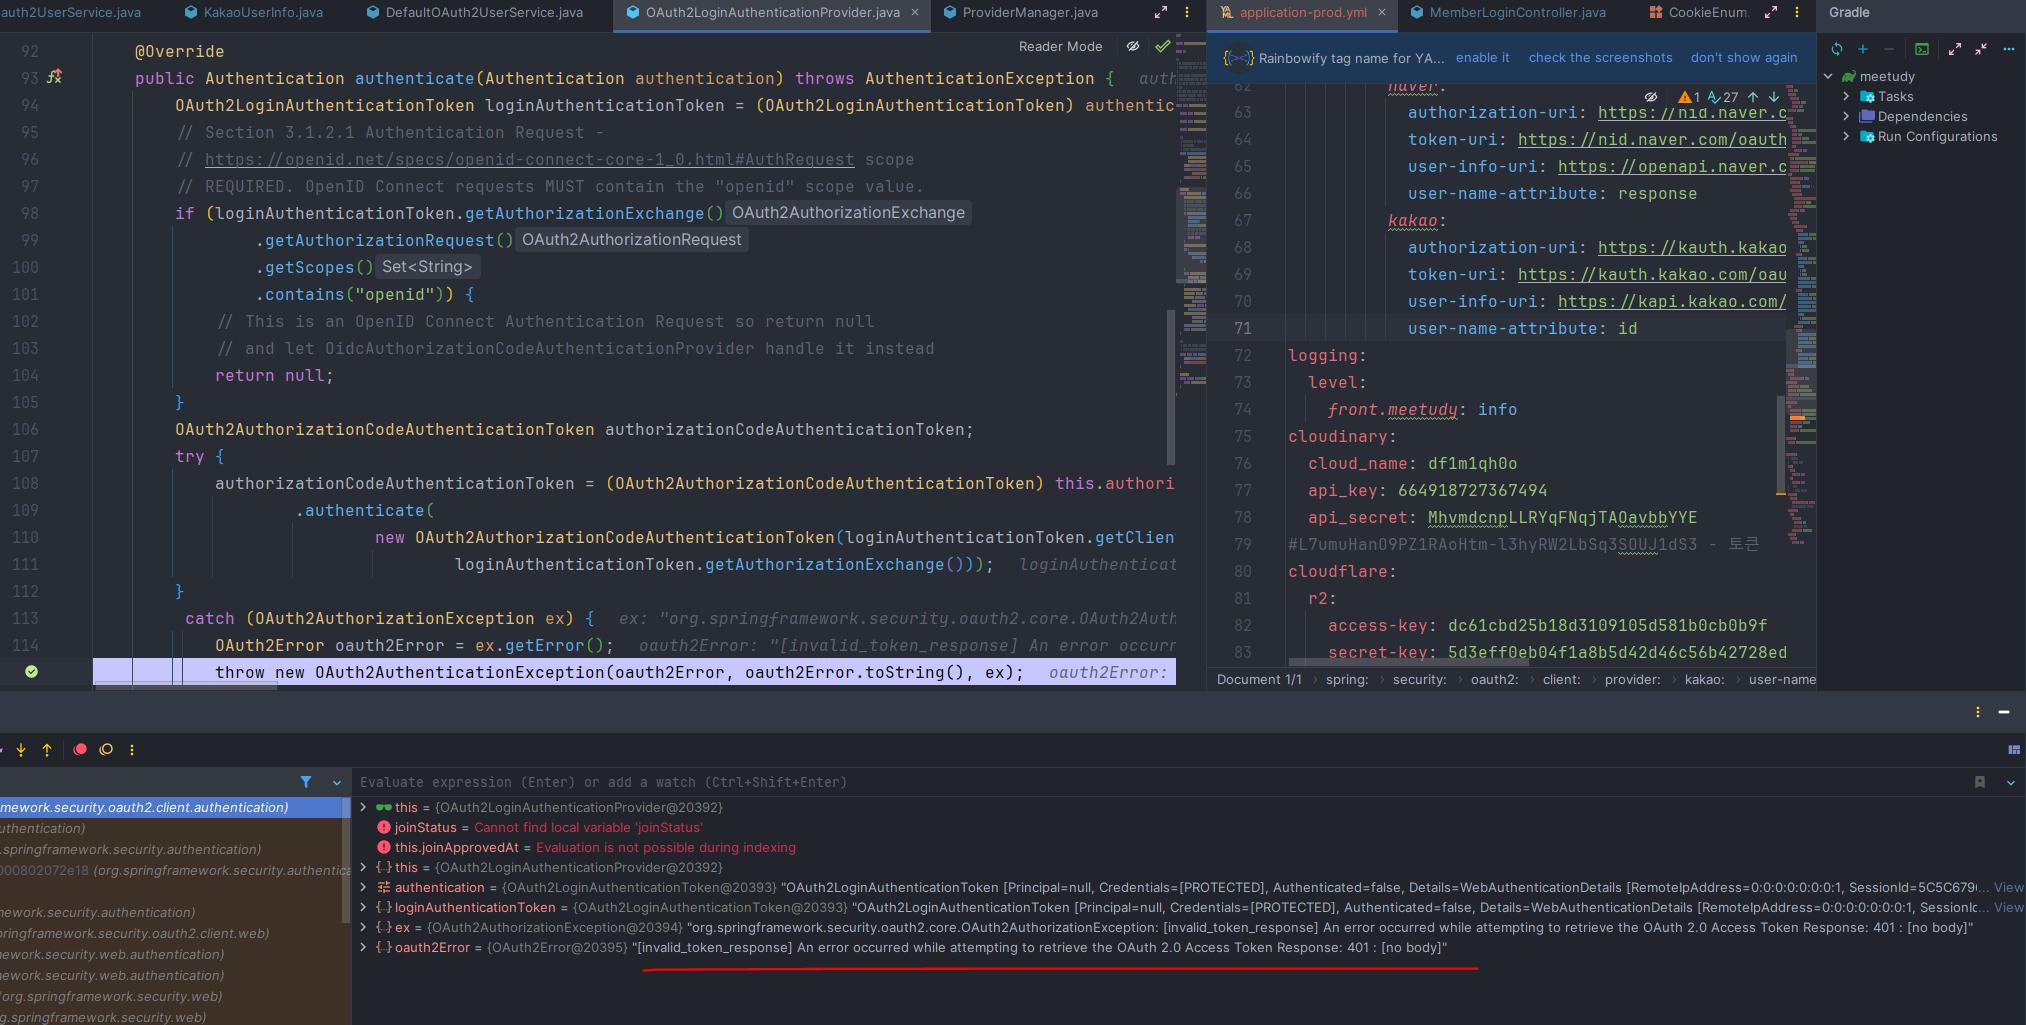 auth2UserService.java KakaoUserInfo.java DefaultOAuth2UserService.java OAuth2LoginAuthenticationProvider.java × ProviderManager.java
Reader Mode
92 @Override
93 public Authentication authenticate(Authentication authentication) throws AuthenticationException { auth
94 OAuth2LoginAuthenticationToken loginAuthenticationToken = (OAuth2LoginAuthenticationToken) authentic
95 // Section 3.1.2.1 Authentication Request -
96 // https://openid.net/specs/openid-connect-core-1_0.html#AuthRequest scope
97 // REQUIRED. OpenID Connect requests MUST contain the "openid" scope value.
98 if (loginAuthenticationToken.getAuthorizationExchange() OAuth2AuthorizationExchange
99 .getAuthorizationRequest() OAuth2AuthorizationRequest
100 .getScopes() Set<String>
101 .contains("openid")) {
102 // This is an OpenID Connect Authentication Request so return null
103 // and let OidcAuthorizationCodeAuthenticationProvider handle it instead
104 return null;
105 }
106 OAuth2AuthorizationCodeAuthenticationToken authorizationCodeAuthenticationToken;
107 try {
108 authorizationCodeAuthenticationToken = (OAuth2AuthorizationCodeAuthenticationToken) this.authori
109 .authenticate(
110 new OAuth2AuthorizationCodeAuthenticationToken(loginAuthenticationToken.getClien
111 loginAuthenticationToken.getAuthorizationExchange())); loginAuthenticat
112 }
113 catch (OAuth2AuthorizationException ex) { ex: "org.springframework.security.oauth2.core.OAuth2Auth
114 OAuth2Error oauth2Error = ex.getError(); oauth2Error: "[invalid_token_response] An error occurr
throw new OAuth2AuthenticationException(oauth2Error, oauth2Error.toString(), ex); oauth2Error:
application-prod.yml × MemberLoginController.java CookieEnum.
Rainbowify tag name for YA... enable it check the screenshots don't show again
1 27
62 naver:
63 authorization-uri: https://nid.naver.c
64 token-uri: https://nid.naver.com/oauth
65 user-info-uri: https://openapi.naver.c
66 user-name-attribute: response
67 kakao:
68 authorization-uri: https://kauth.kakao
69 token-uri: https://kauth.kakao.com/oau
70 user-info-uri: https://kapi.kakao.com/
71 user-name-attribute: id
72 logging:
73 level:
74 front.meetudy: info
75 cloudinary:
76 cloud_name: df1m1qh0o
77 api_key: 664918727367494
78 api_secret: MhvmdcnpLLRYqFNqjTAOavbbYYE
79 #L7umuHanO9PZ1RAoHtm-l3hyRW2LbSq3SOUJ1dS3 - 토큰
80 cloudflare:
81 r2:
82 access-key: dc61cbd25b18d3109105d581b0cb0b9f
83 secret-key: 5d3eff0eb04f1a8b5d42d46c56b42728ed
Document 1/1 › spring: › security: › oauth2: › client: › provider: › kakao: › user-name
Gradle
meetudy
Tasks
Dependencies
Run Configurations
Evaluate expression (Enter) or add a watch (Ctrl+Shift+Enter)
mework.security.oauth2.client.authentication)
uthentication)
.springframework.security.authentication)
000802072e18 (org.springframework.security.authentica
mework.security.authentication)
pringframework.security.oauth2.client.web)
mework.security.web.authentication)
mework.security.web.authentication)
(org.springframework.security.web)
g.springframework.security.web)
this = {OAuth2LoginAuthenticationProvider@20392}
joinStatus = Cannot find local variable 'joinStatus'
this.joinApprovedAt = Evaluation is not possible during indexing
this = {OAuth2LoginAuthenticationProvider@20392}
authentication = {OAuth2LoginAuthenticationToken@20393} "OAuth2LoginAuthenticationToken [Principal=null, Credentials=[PROTECTED], Authenticated=false, Details=WebAuthenticationDetails [RemoteIpAddress=0:0:0:0:0:0:0:1, SessionId=5C5C679... View
loginAuthenticationToken = {OAuth2LoginAuthenticationToken@20393} "OAuth2LoginAuthenticationToken [Principal=null, Credentials=[PROTECTED], Authenticated=false, Details=WebAuthenticationDetails [RemoteIpAddress=0:0:0:0:0:0:0:1, SessionId... View
ex = {OAuth2AuthorizationException@20394} "org.springframework.security.oauth2.core.OAuth2AuthorizationException: [invalid_token_response] An error occurred while attempting to retrieve the OAuth 2.0 Access Token Response: 401 : [no body]"
oauth2Error = {OAuth2Error@20395} "[invalid_token_response] An error occurred while attempting to retrieve the OAuth 2.0 Access Token Response: 401 : [no body]"